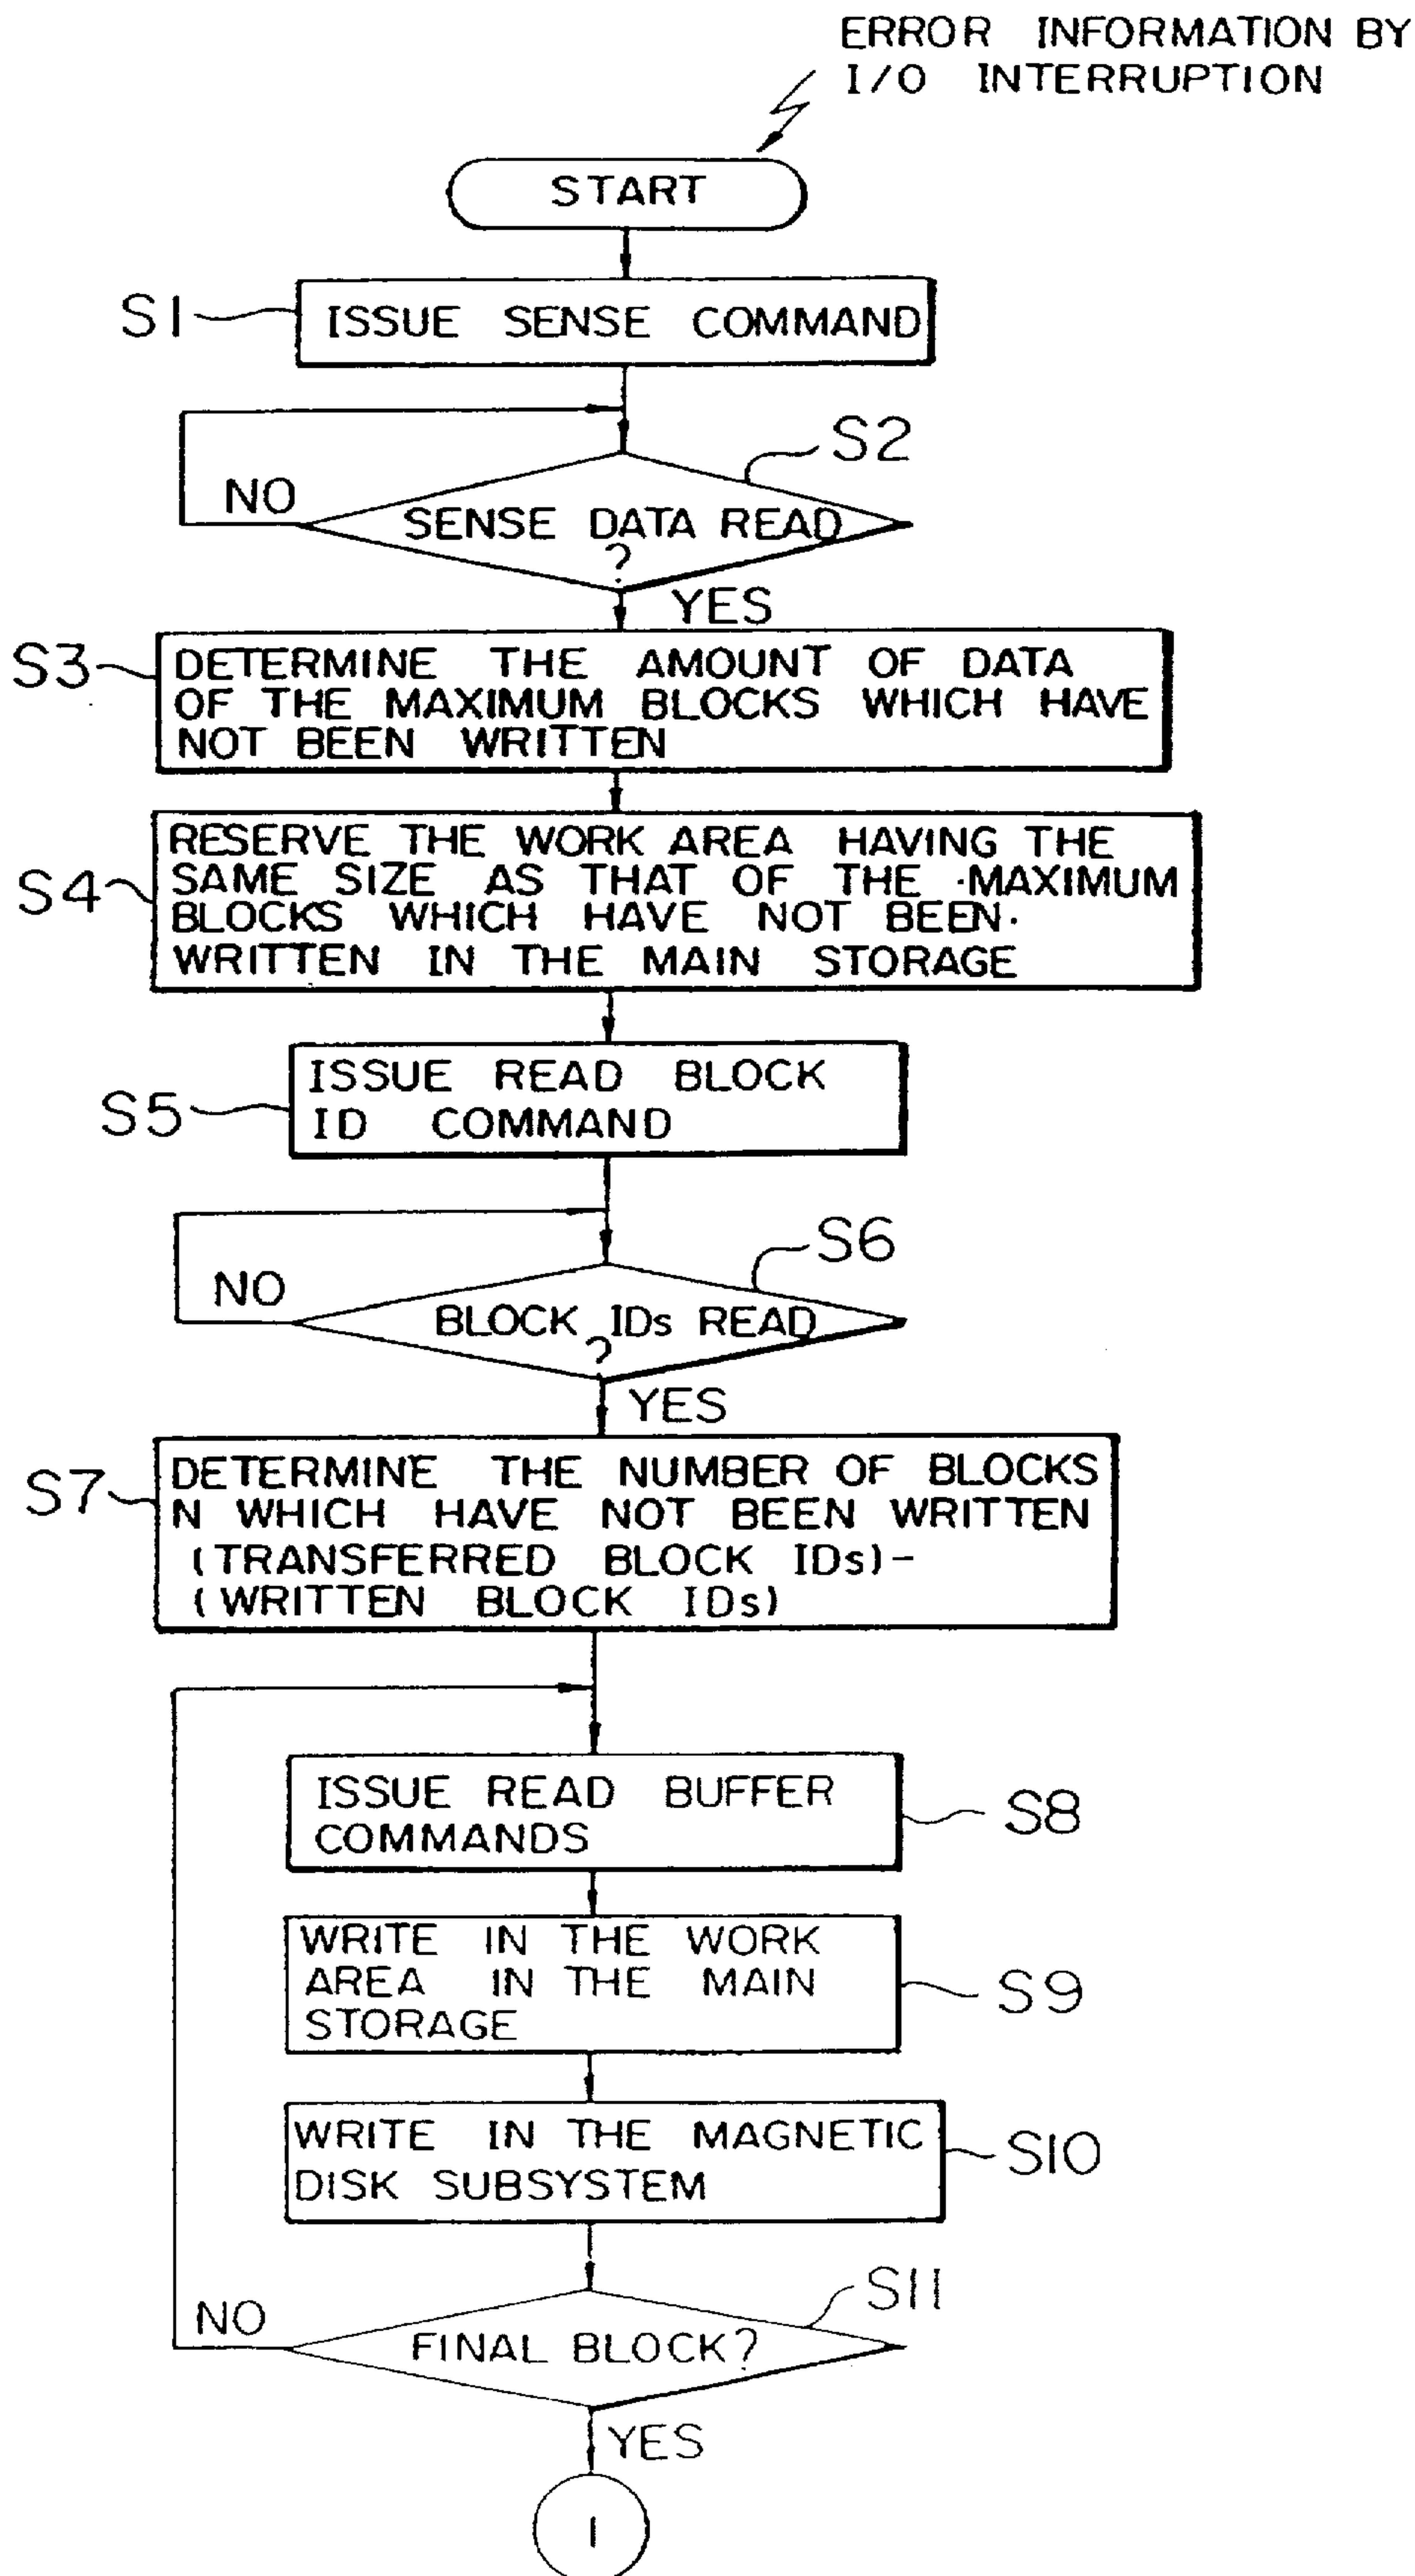 ERROR INFORMATION BY
I/O INTERRUPTION
START
S1
ISSUE SENSE COMMAND
S2
NO
SENSE DATA READ
?
YES
S3
DETERMINE THE AMOUNT OF DATA
OF THE MAXIMUM BLOCKS WHICH HAVE
NOT BEEN WRITTEN
S4
RESERVE THE WORK AREA HAVING THE
SAME SIZE AS THAT OF THE MAXIMUM
BLOCKS WHICH HAVE NOT BEEN
WRITTEN IN THE MAIN STORAGE
S5
ISSUE READ BLOCK
ID COMMAND
S6
NO
BLOCK IDs READ
?
YES
S7
DETERMINE THE NUMBER OF BLOCKS
N WHICH HAVE NOT BEEN WRITTEN
(TRANSFERRED BLOCK IDs)-
(WRITTEN BLOCK IDs)
ISSUE READ BUFFER
COMMANDS
S8
WRITE IN THE WORK
AREA IN THE MAIN
STORAGE
S9
WRITE IN THE MAGNETIC
DISK SUBSYSTEM
S10
S11
NO
FINAL BLOCK?
YES
1